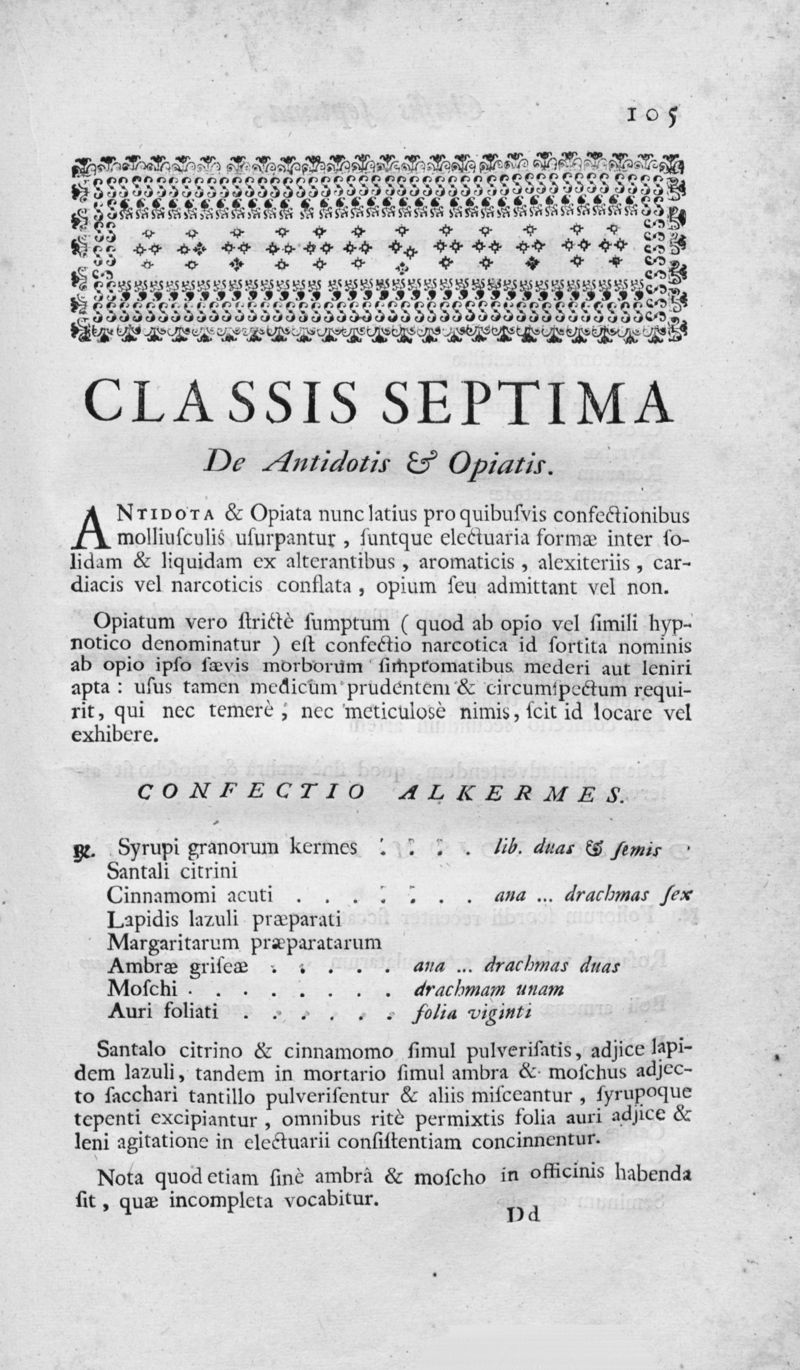 105
CLASSIS SEPTIMA
De Antidotis & Opiatis.
ANTIDOTA & Opiata nunc latius pro quibuſvis confectionibus
molliuſculis uſurpantur, ſuntque electuaria formæ inter ſo-
lidam & liquidam ex alterantibus, aromaticis, alexiteriis, car-
diacis vel narcoticis conflata, opium ſeu admittant vel non.
Opiatum vero ſtrictè ſumptum ( quod ab opio vel ſimili hyp-
notico denominatur ) eſt confectio narcotica id ſortita nominis
ab opio ipſo ſævis morborum ſimptomatibus mederi aut leniri
apta : uſus tamen medicum prudentem & circumſpectum requi-
rit, qui nec temerè, nec meticulosè nimis, ſcit id locare vel
exhibere.
CONFECTIO ALKERMES.
℞. Syrupi granorum kermes . . . . lib. duas & ſemis
Santali citrini
Cinnamomi acuti . . . . . . . ana ... drachmas ſex
Lapidis lazuli præparati
Margaritarum præparatarum
Ambræ griſeæ . . . . . ana ... drachmas duas
Moſchi . . . . . . . . drachmam unam
Auri foliati . . . . . . folia viginti
Santalo citrino & cinnamomo ſimul pulveriſatis, adjice lapi-
dem lazuli, tandem in mortario ſimul ambra & moſchus adjec-
to ſacchari tantillo pulveriſentur & aliis miſceantur, ſyrupoque
tepenti excipiantur, omnibus ritè permixtis folia auri adjice &
leni agitatione in electuarii conſiſtentiam concinnentur.
Nota quod etiam ſinè ambrâ & moſcho in officinis habenda
ſit, quæ incompleta vocabitur.
Dd